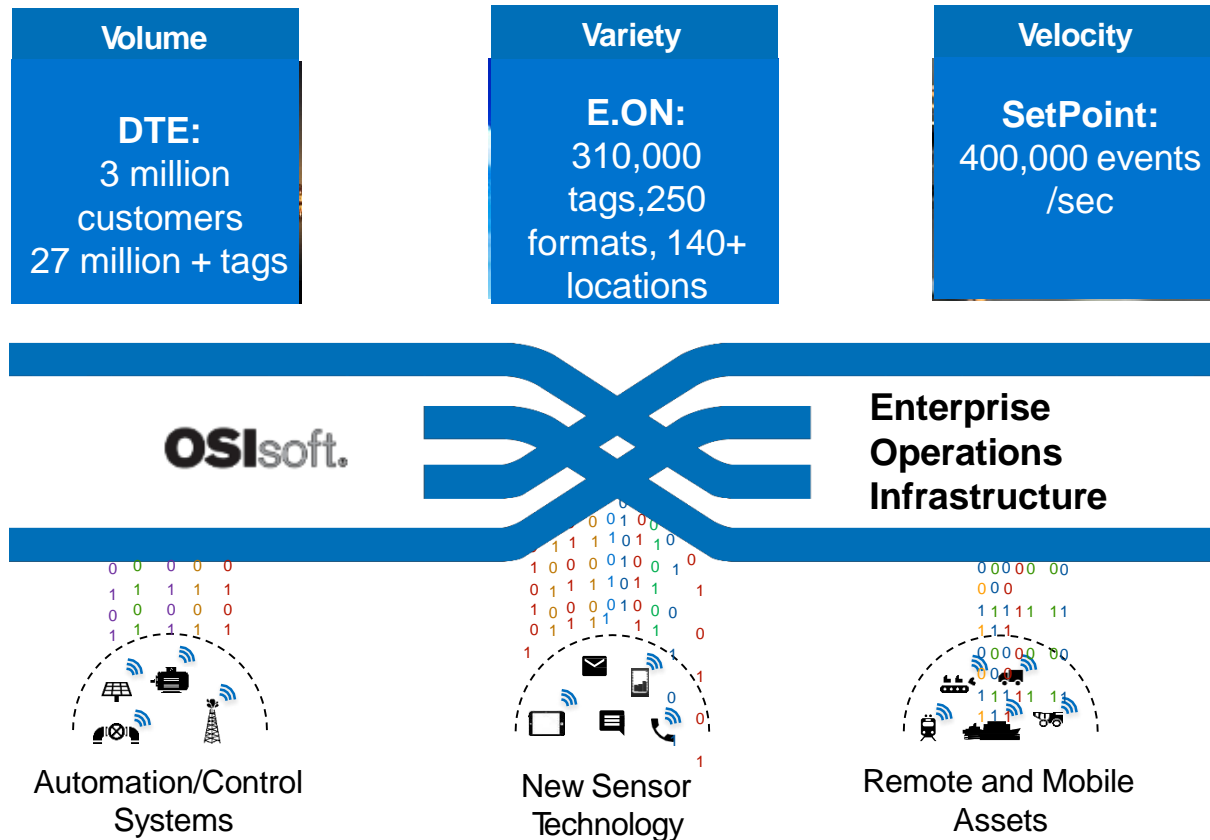 Volume
DTE:
3 million
customers
27 million + tags
Variety
E.ON:
310,000
tags,250
formats, 140+
locations
Velocity
SetPoint:
400,000 events
/sec
OSIsoft.
Enterprise
Operations
Infrastructure
Automation/Control
Systems
New Sensor
Technology
Remote and Mobile
Assets